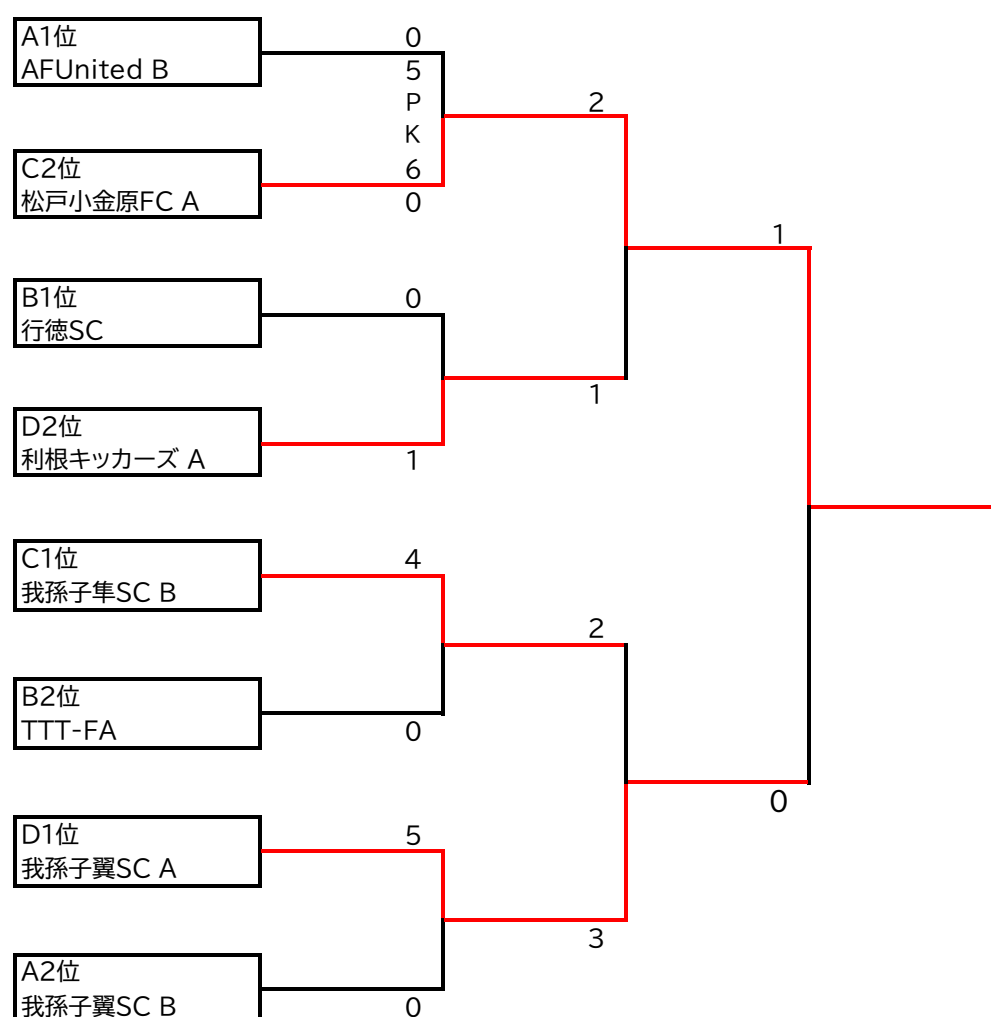 A1位
AFUnited B
0
5
P
K
6
0
C2位
松戸小金原FC A
2
B1位
行徳SC
0
D2位
利根キッカーズ A
1
1
1
C1位
我孫子隼SC B
4
B2位
TTT-FA
0
2
D1位
我孫子翼SC A
5
A2位
我孫子翼SC B
0
3
0